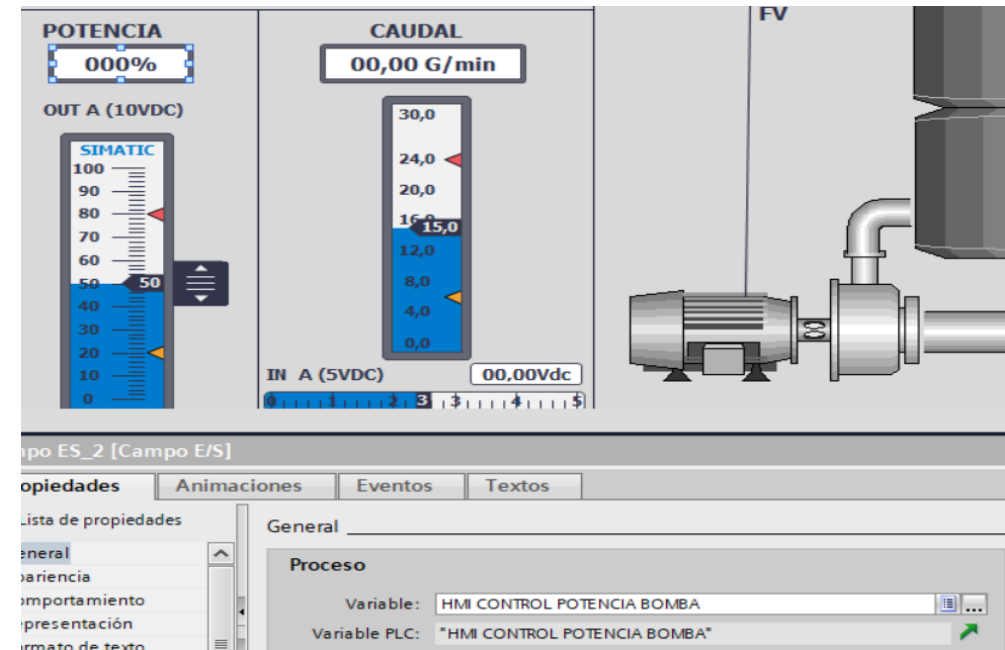 POTENCIA
000%
OUT A (10VDC)
SIMATIC
100
90
80
70
60
50 50
40
30
20
10
0
CAUDAL
00,00 G/min
30,0
24,0
20,0
16,0
15,0
12,0
8,0
4,0
0,0
IN A (5VDC) 00,00Vdc
0 1 2 3 3 4 5
FV
mpo ES_2 [Campo E/S]
opiedades Animaciones Eventos Textos
Lista de propiedades
eneral
pariencia
omportamiento
epresentación
ormato de texto
General
Proceso
Variable: HMI CONTROL POTENCIA BOMBA
...
Variable PLC: "HMI CONTROL POTENCIA BOMBA"